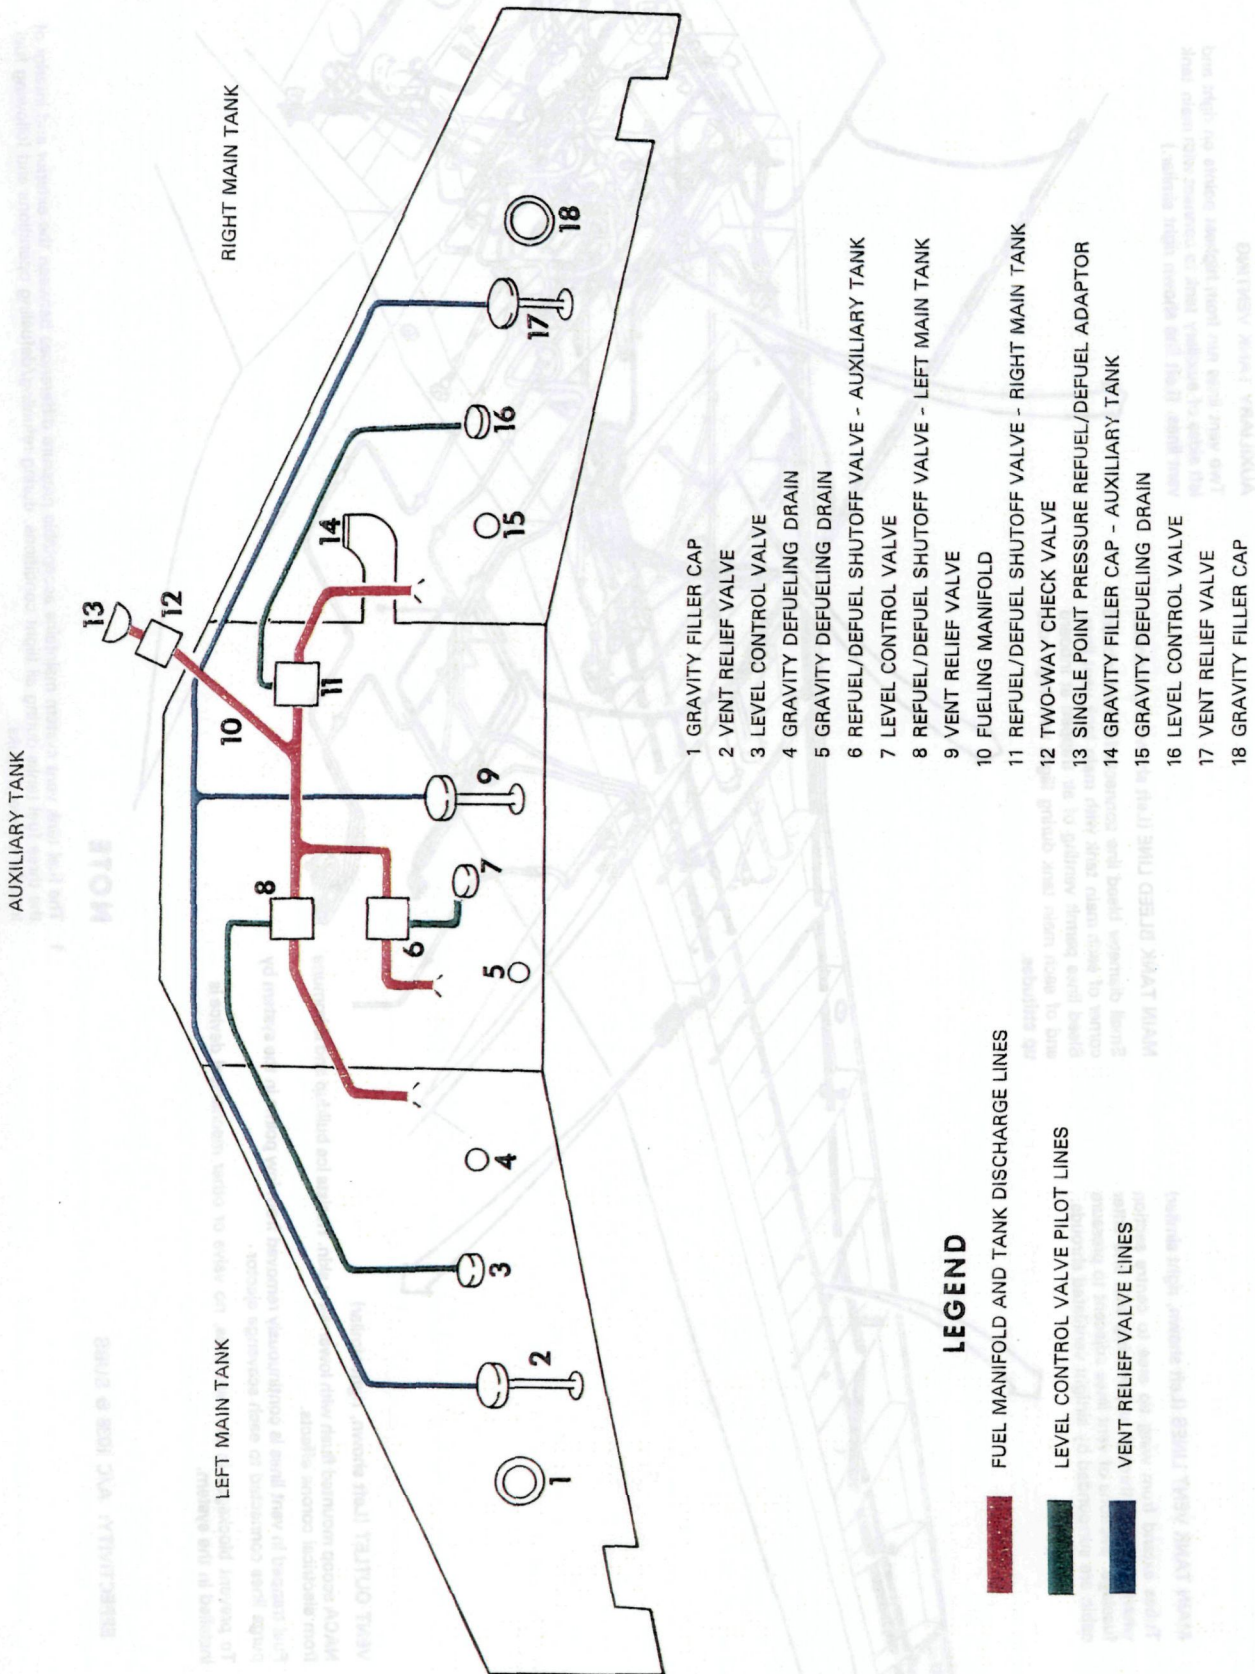 AUXILIARY TANK
LEFT MAIN TANK
RIGHT MAIN TANK
1
2
3
4
5
6
7
8
9
10
11
12
13
14
15
16
17
18
LEGEND
FUEL MANIFOLD AND TANK DISCHARGE LINES
LEVEL CONTROL VALVE PILOT LINES
VENT RELIEF VALVE LINES
1 GRAVITY FILLER CAP
2 VENT RELIEF VALVE
3 LEVEL CONTROL VALVE
4 GRAVITY DEFUELING DRAIN
5 GRAVITY DEFUELING DRAIN
6 REFUEL/DEFUEL SHUTOFF VALVE - AUXILIARY TANK
7 LEVEL CONTROL VALVE
8 REFUEL/DEFUEL SHUTOFF VALVE - LEFT MAIN TANK
9 VENT RELIEF VALVE
10 FUELING MANIFOLD
11 REFUEL/DEFUEL SHUTOFF VALVE - RIGHT MAIN TANK
12 TWO-WAY CHECK VALVE
13 SINGLE POINT PRESSURE REFUEL/DEFUEL ADAPTOR
14 GRAVITY FILLER CAP - AUXILIARY TANK
15 GRAVITY DEFUELING DRAIN
16 LEVEL CONTROL VALVE
17 VENT RELIEF VALVE
18 GRAVITY FILLER CAP